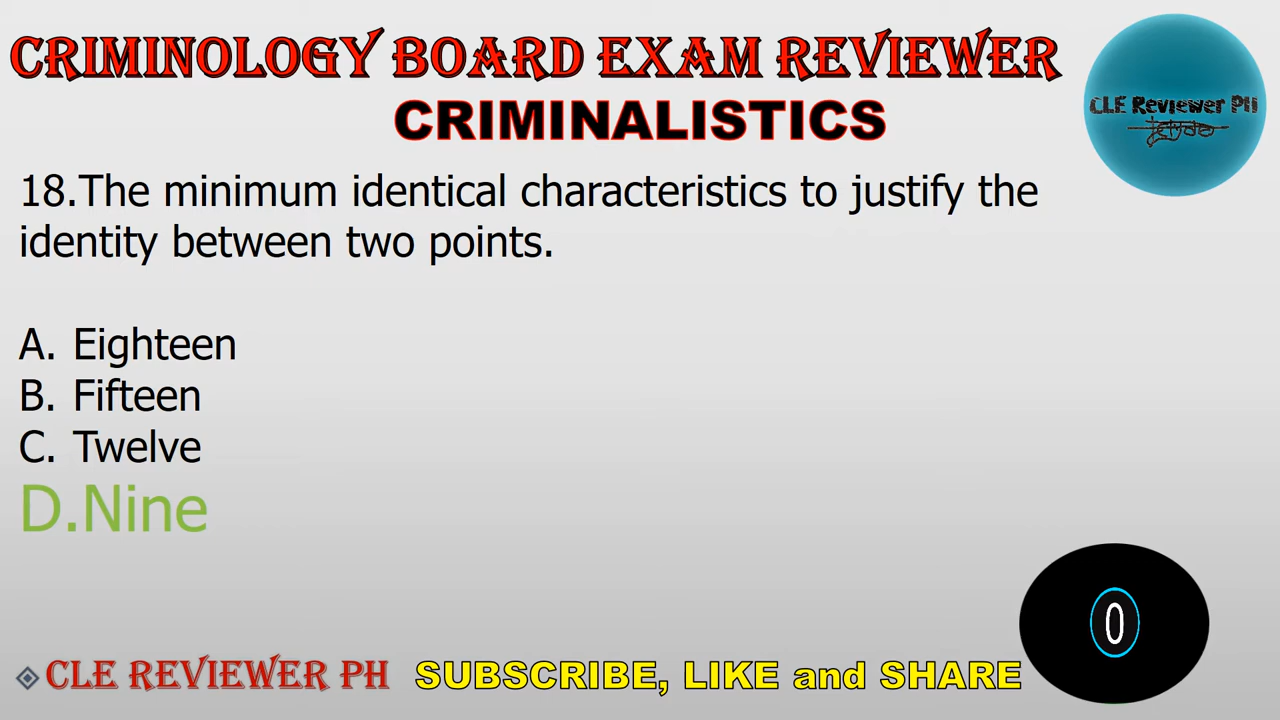 CRIMINOLOGY BOARD EXAM REVIEWER
CRIMINALISTICS
CLE Reviewer PH
18.The minimum identical characteristics to justify the
identity between two points.
A. Eighteen
B. Fifteen
C. Twelve
D.Nine
0
CLE REVIEWER PH SUBSCRIBE, LIKE and SHARE